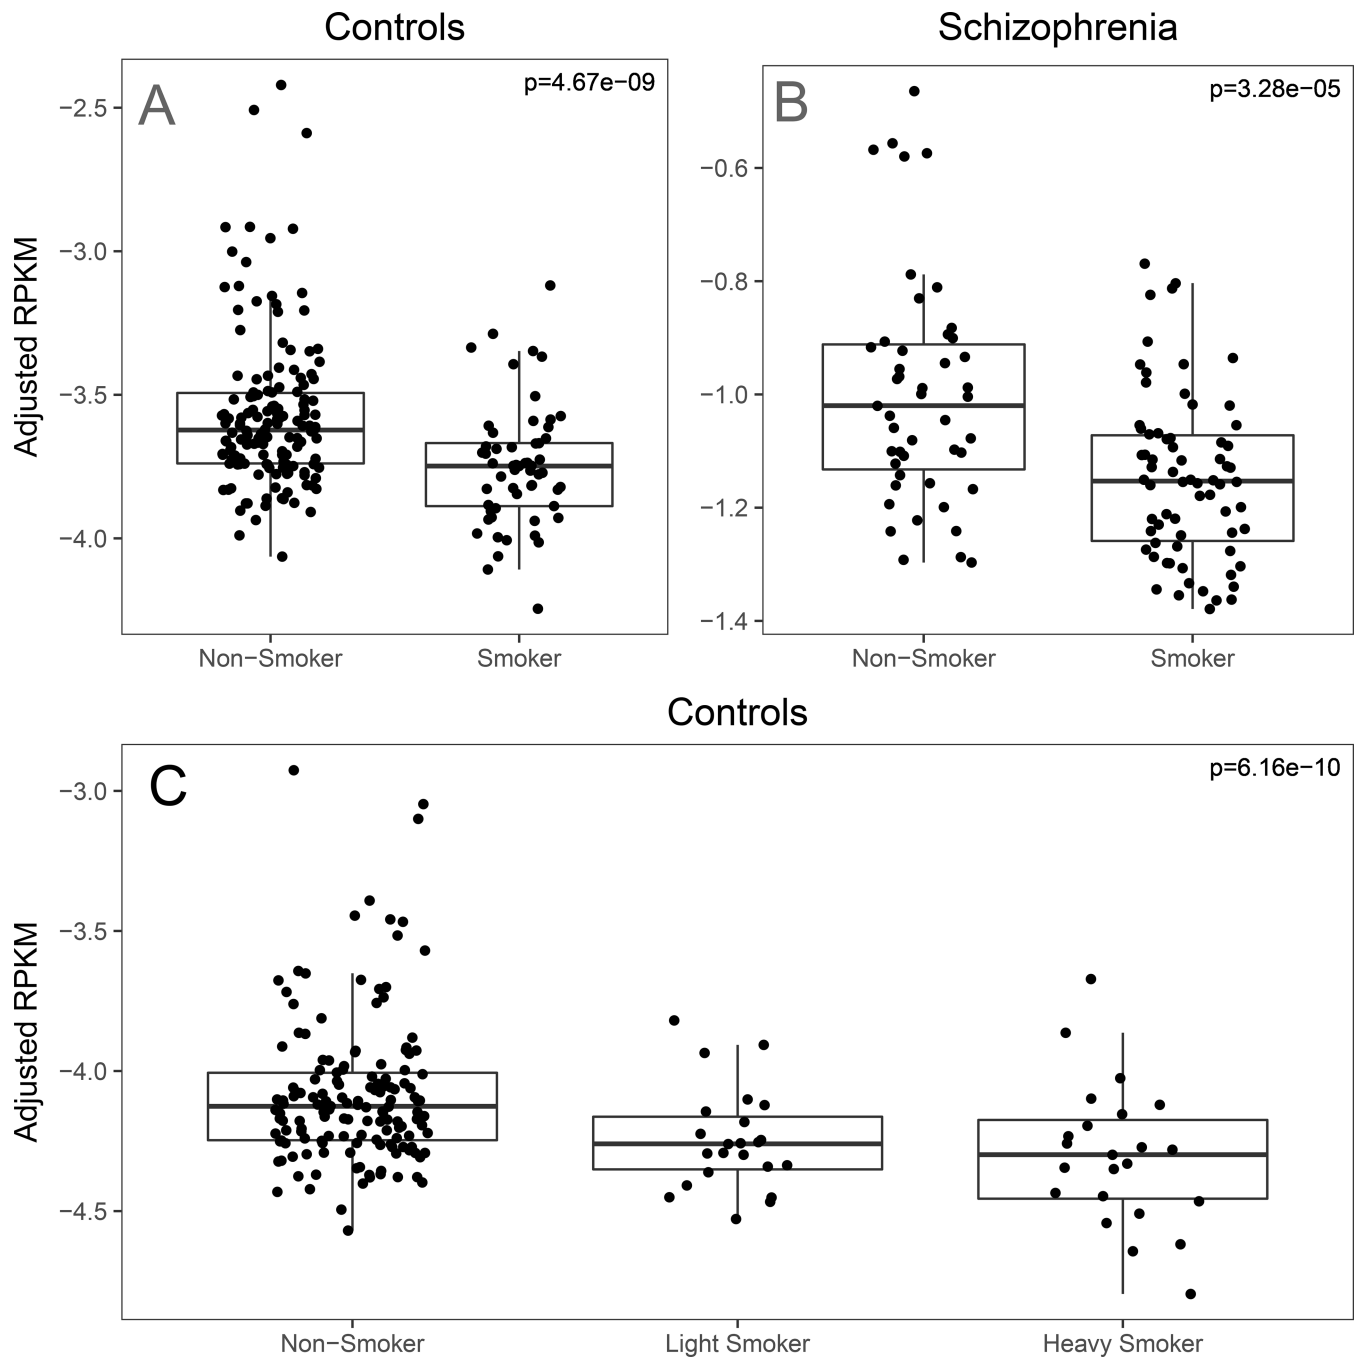 Controls
A
p=4.67e−09
Adjusted RPKM
−2.5
−3.0
−3.5
−4.0
Non−Smoker
Smoker
Schizophrenia
B
p=3.28e−05
−0.6
−0.8
−1.0
−1.2
−1.4
Non−Smoker
Smoker
Controls
C
p=6.16e−10
Adjusted RPKM
−3.0
−3.5
−4.0
−4.5
Non−Smoker
Light Smoker
Heavy Smoker